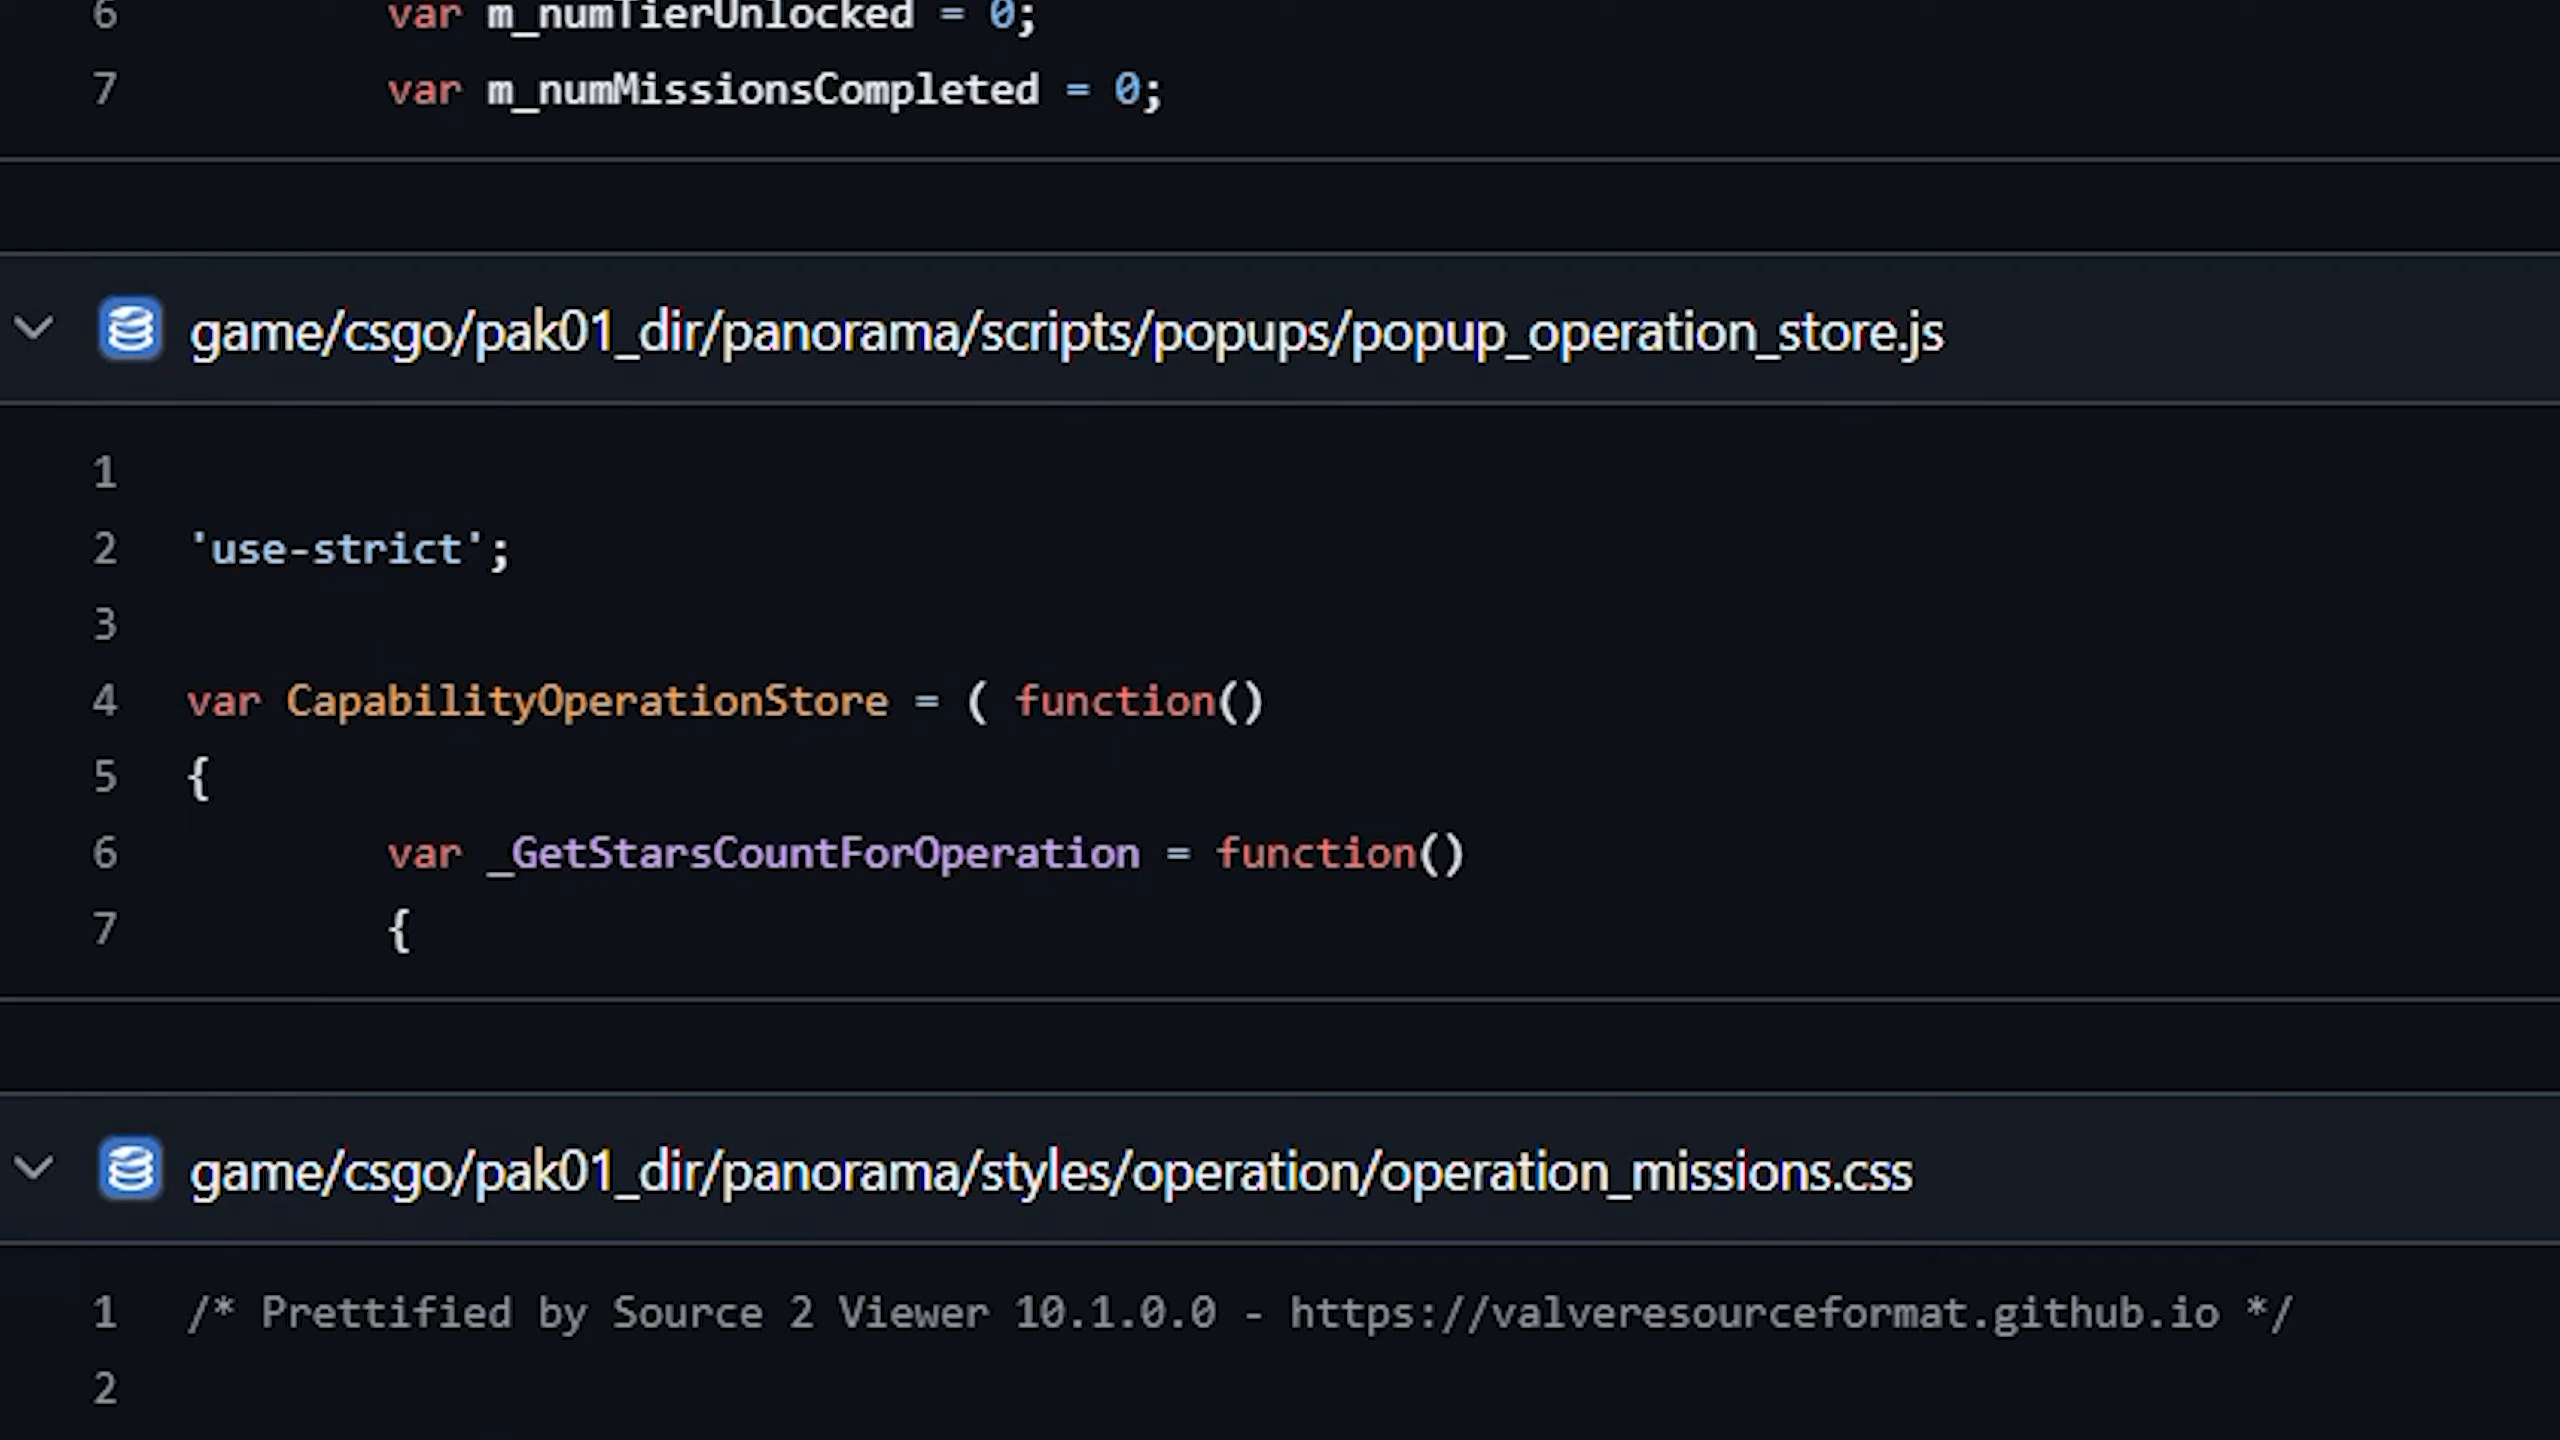 6 var m_numTierUnlocked = 0;
7 var m_numMissionsCompleted = 0;
game/csgo/pak01_dir/panorama/scripts/popups/popup_operation_store.js
1
2 'use-strict';
3
4 var CapabilityOperationStore = ( function()
5 {
6 var _GetStarsCountForOperation = function()
7 {
game/csgo/pak01_dir/panorama/styles/operation/operation_missions.css
1 /* Prettified by Source 2 Viewer 10.1.0.0 - https://valveresourceformat.github.io */
2